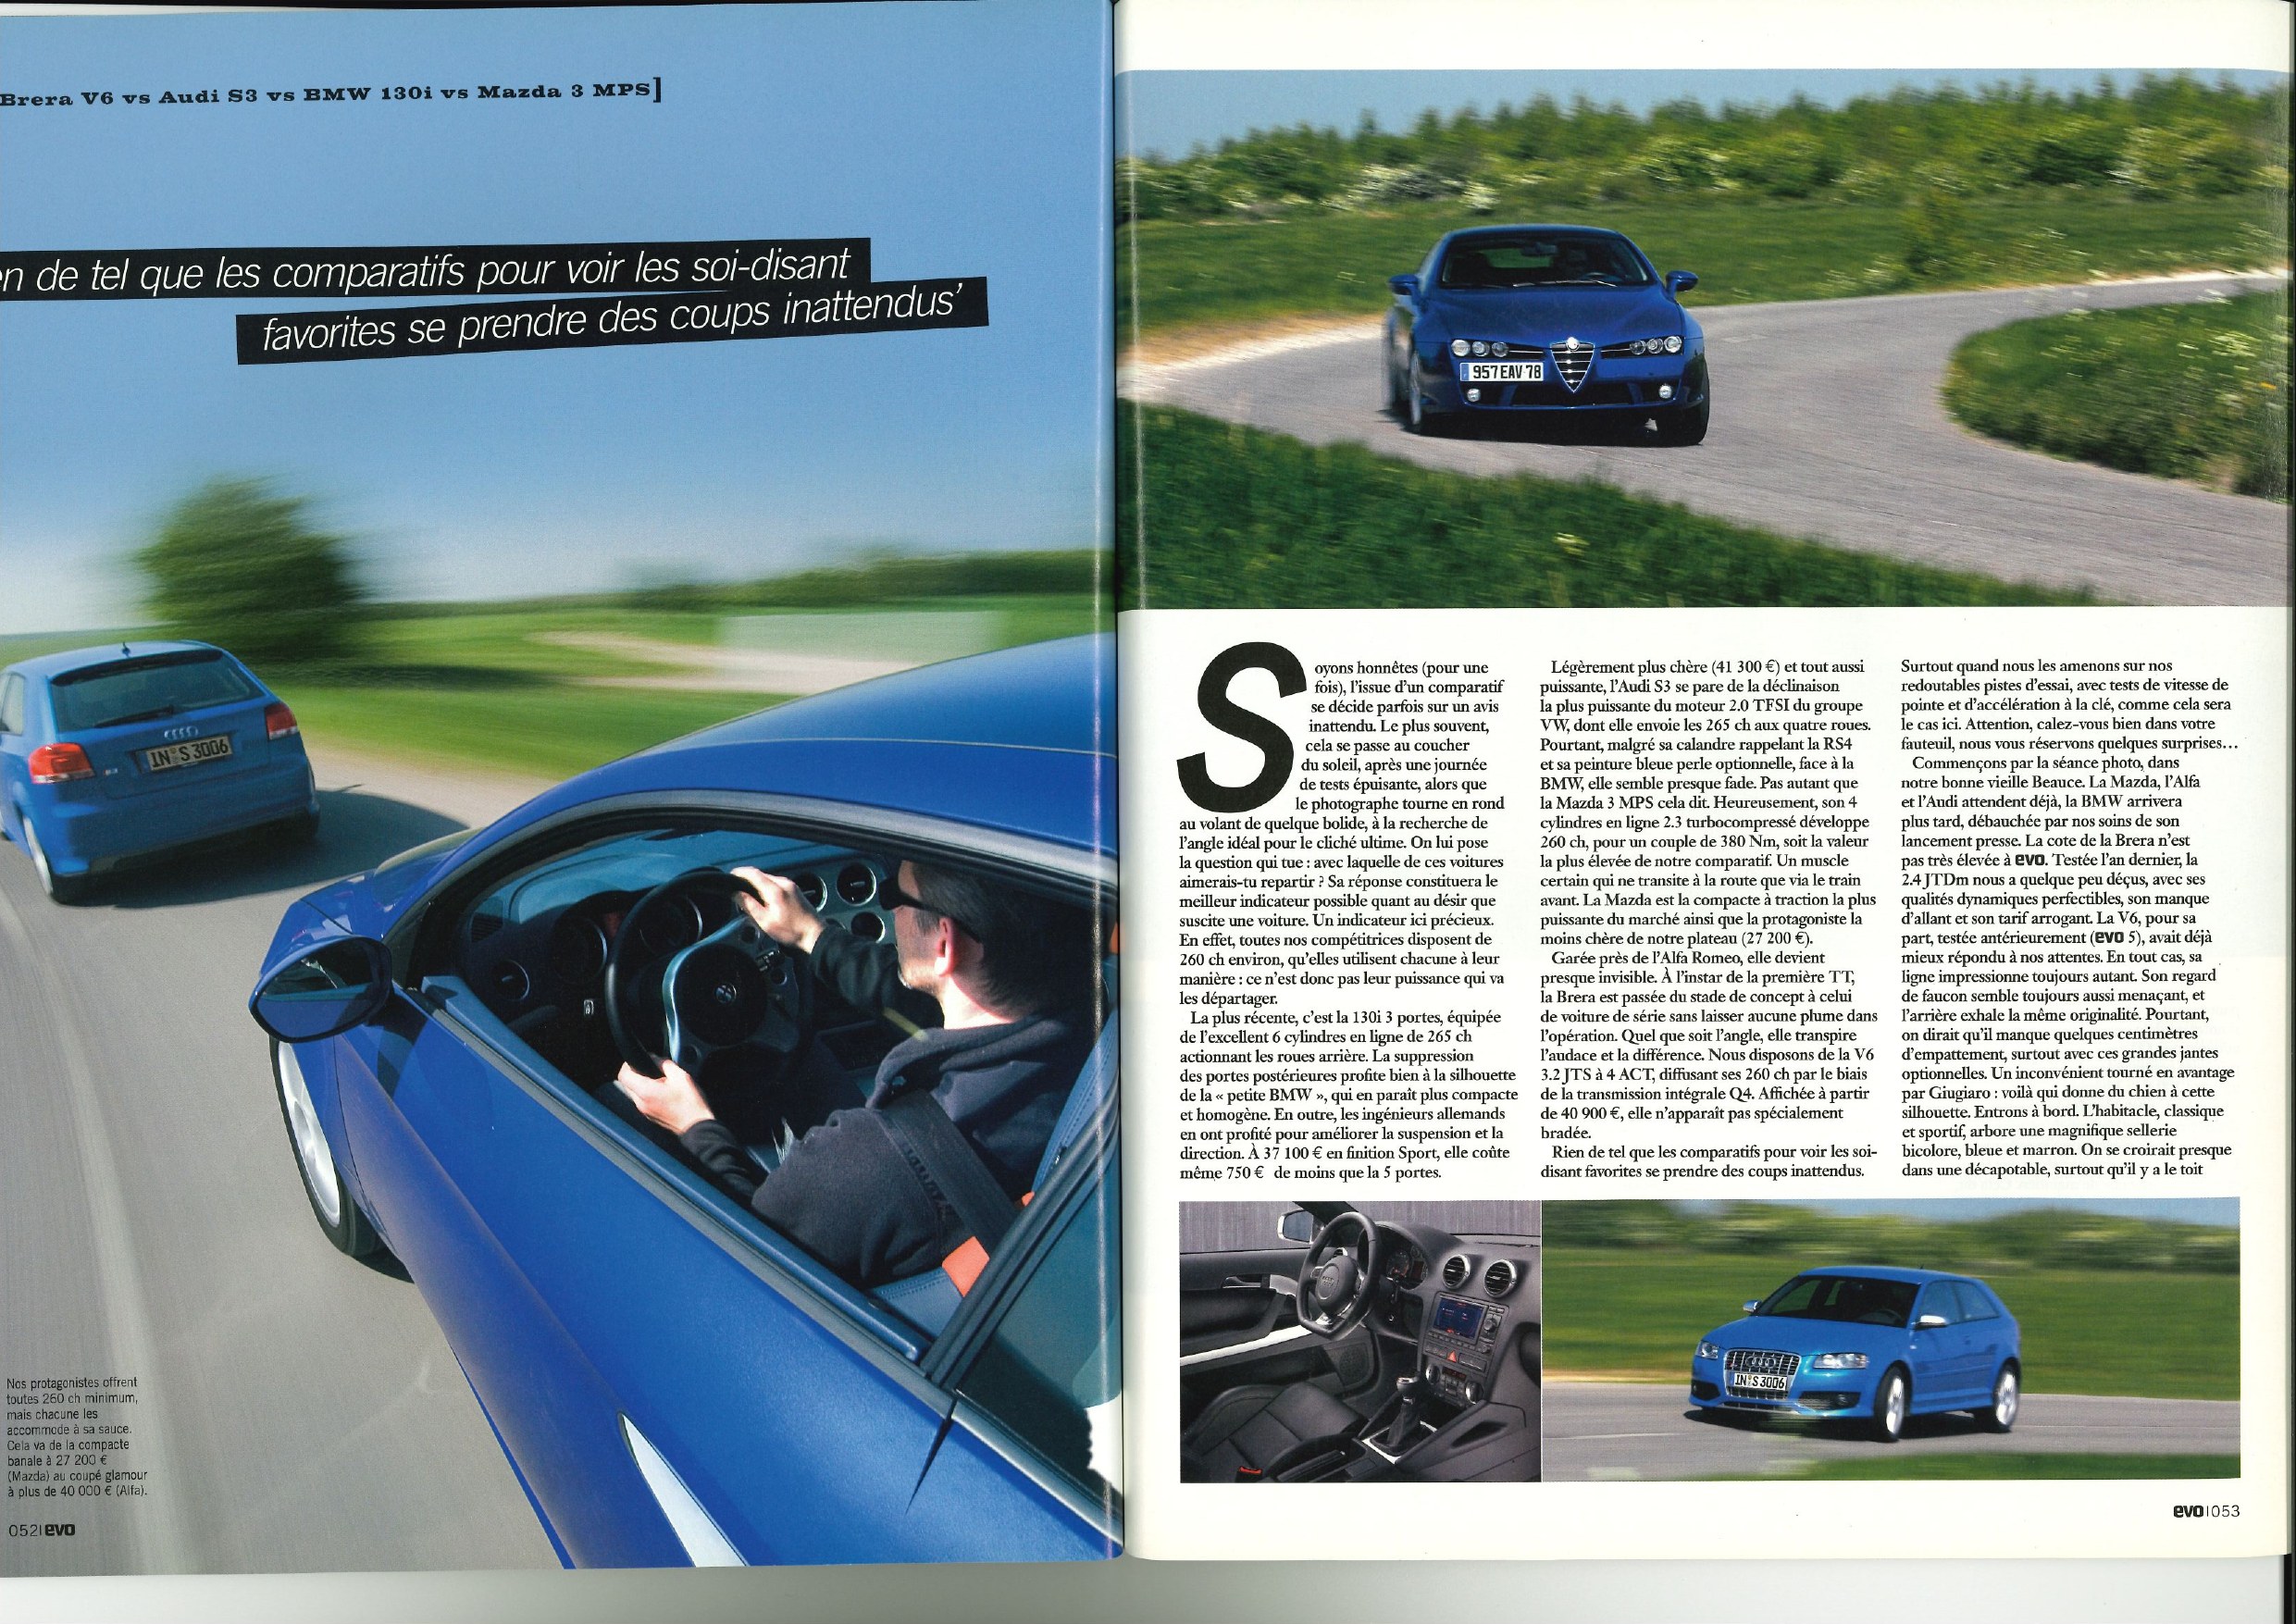 Brera V6 vs Audi S3 vs BMW 130i vs Mazda 3 MPS]
de tel que les comparatifs pour voir les soi-disant
favorites se prendre des coups inattendus’
IN S 3006
S3
Nos protagonistes offrent
toutes 260 ch minimum,
mais chacune les
accommode à sa sauce.
Cela va de la compacte
banale à 27 200 €
(Mazda) au coupé glamour
à plus de 40 000 € (Alfa).
052|evo
957 EAV 78
Soyons honnêtes (pour une
fois), l’issue d’un comparatif
se décide parfois sur un avis
inattendu. Le plus souvent,
cela se passe au coucher
du soleil, après une journée
de tests épuisante, alors que
le photographe tourne en rond
au volant de quelque bolide, à la recherche de
l’angle idéal pour le cliché ultime. On lui pose
la question qui tue : avec laquelle de ces voitures
aimerais-tu repartir ? Sa réponse constituera le
meilleur indicateur possible quant au désir que
suscite une voiture. Un indicateur ici précieux.
En effet, toutes nos compétitrices disposent de
260 ch environ, qu’elles utilisent chacune à leur
manière : ce n’est donc pas leur puissance qui va
les départager.
La plus récente, c’est la 130i 3 portes, équipée
de l’excellent 6 cylindres en ligne de 265 ch
actionnant les roues arrière. La suppression
des portes postérieures profite bien à la silhouette
de la « petite BMW », qui en paraît plus compacte
et homogène. En outre, les ingénieurs allemands
en ont profité pour améliorer la suspension et la
direction. À 37 100 € en finition Sport, elle coûte
même 750 € de moins que la 5 portes.
Légèrement plus chère (41 300 €) et tout aussi
puissante, l’Audi S3 se pare de la déclinaison
la plus puissante du moteur 2.0 TFSI du groupe
VW, dont elle envoie les 265 ch aux quatre roues.
Pourtant, malgré sa calandre rappelant la RS4
et sa peinture bleue perle optionnelle, face à la
BMW, elle semble presque fade. Pas autant que
la Mazda 3 MPS cela dit. Heureusement, son 4
cylindres en ligne 2.3 turbocompressé développe
260 ch, pour un couple de 380 Nm, soit la valeur
la plus élevée de notre comparatif. Un muscle
certain qui ne transite à la route que via le train
avant. La Mazda est la compacte à traction la plus
puissante du marché ainsi que la protagoniste la
moins chère de notre plateau (27 200 €).
Garée près de l’Alfa Romeo, elle devient
presque invisible. À l’instar de la première TT,
la Brera est passée du stade de concept à celui
de voiture de série sans laisser aucune plume dans
l’opération. Quel que soit l’angle, elle transpire
l’audace et la différence. Nous disposons de la V6
3.2 JTS à 4 ACT, diffusant ses 260 ch par le biais
de la transmission intégrale Q4. Affichée à partir
de 40 900 €, elle n’apparaît pas spécialement
bradée.
Rien de tel que les comparatifs pour voir les soi-
disant favorites se prendre des coups inattendus.
Surtout quand nous les amenons sur nos
redoutables pistes d’essai, avec tests de vitesse de
pointe et d’accélération à la clé, comme cela sera
le cas ici. Attention, calez-vous bien dans votre
fauteuil, nous vous réservons quelques surprises…
Commençons par la séance photo, dans
notre bonne vieille Beauce. La Mazda, l’Alfa
et l’Audi attendent déjà, la BMW arrivera
plus tard, débauchée par nos soins de son
lancement presse. La cote de la Brera n’est
pas très élevée à evo. Testée l’an dernier, la
2.4 JTDm nous a quelque peu déçus, avec ses
qualités dynamiques perfectibles, son manque
d’allant et son tarif arrogant. La V6, pour sa
part, testée antérieurement (evo 5), avait déjà
mieux répondu à nos attentes. En tout cas, sa
ligne impressionne toujours autant. Son regard
de faucon semble toujours aussi menaçant, et
l’arrière exhale la même originalité. Pourtant,
on dirait qu’il manque quelques centimètres
d’empattement, surtout avec ces grandes jantes
optionnelles. Un inconvénient tourné en avantage
par Giugiaro : voilà qui donne du chien à cette
silhouette. Entrons à bord. L’habitacle, classique
et sportif, arbore une magnifique sellerie
bicolore, bleue et marron. On se croirait presque
dans une décapotable, surtout qu’il y a le toit
IN S 3006
evo|053